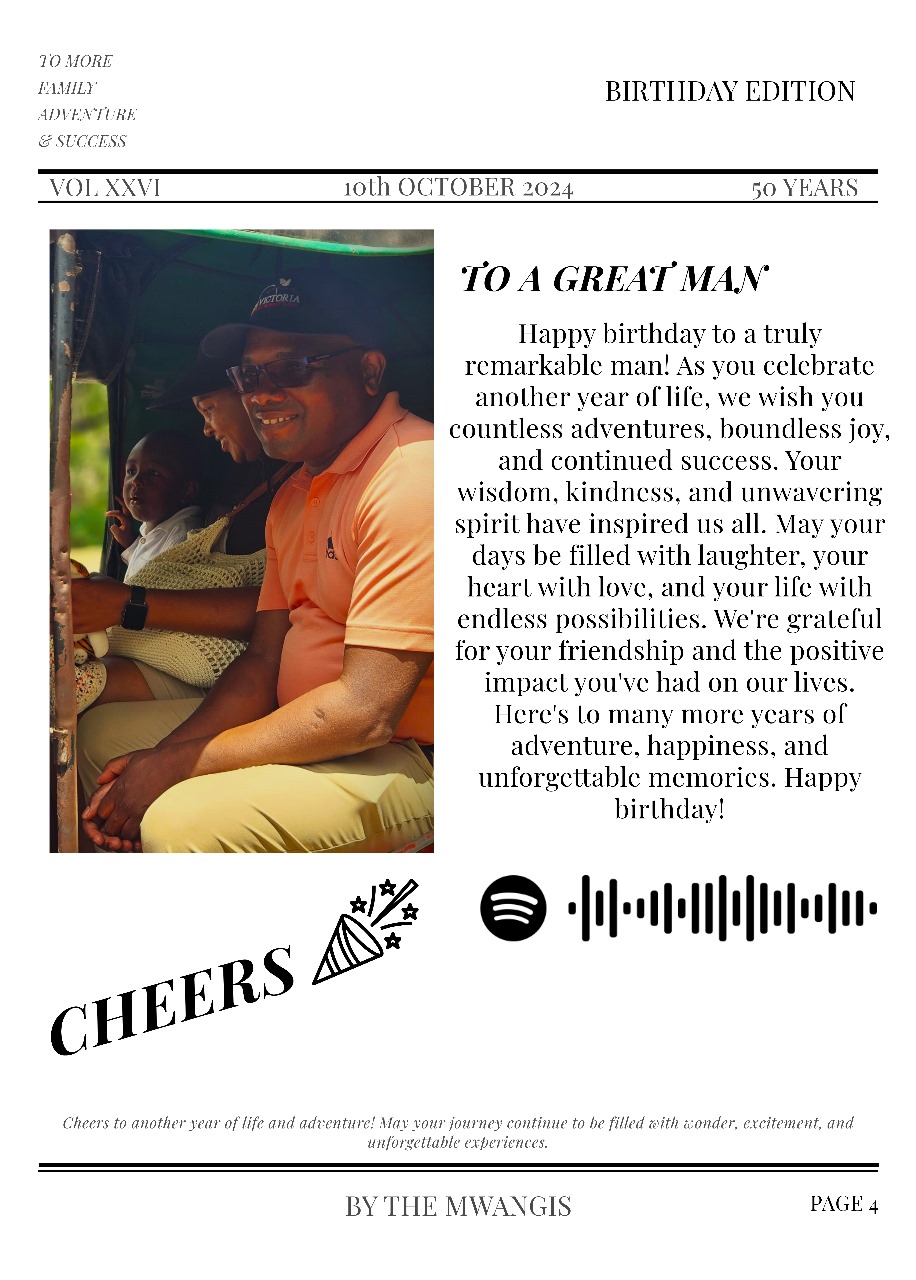 TO MORE
FAMILY
ADVENTURE
& SUCCESS
BIRTHDAY EDITION
VOL XXVI
10th OCTOBER 2024
50 YEARS
VICTORIA
TO A GREAT MAN
Happy birthday to a truly
remarkable man! As you celebrate
another year of life, we wish you
countless adventures, boundless joy,
and continued success. Your
wisdom, kindness, and unwavering
spirit have inspired us all. May your
days be filled with laughter, your
heart with love, and your life with
endless possibilities. We're grateful
for your friendship and the positive
impact you've had on our lives.
Here's to many more years of
adventure, happiness, and
unforgettable memories. Happy
birthday!
CHEERS
Cheers to another year of life and adventure! May your journey continue to be filled with wonder, excitement, and
unforgettable experiences.
BY THE MWANGIS
PAGE 4